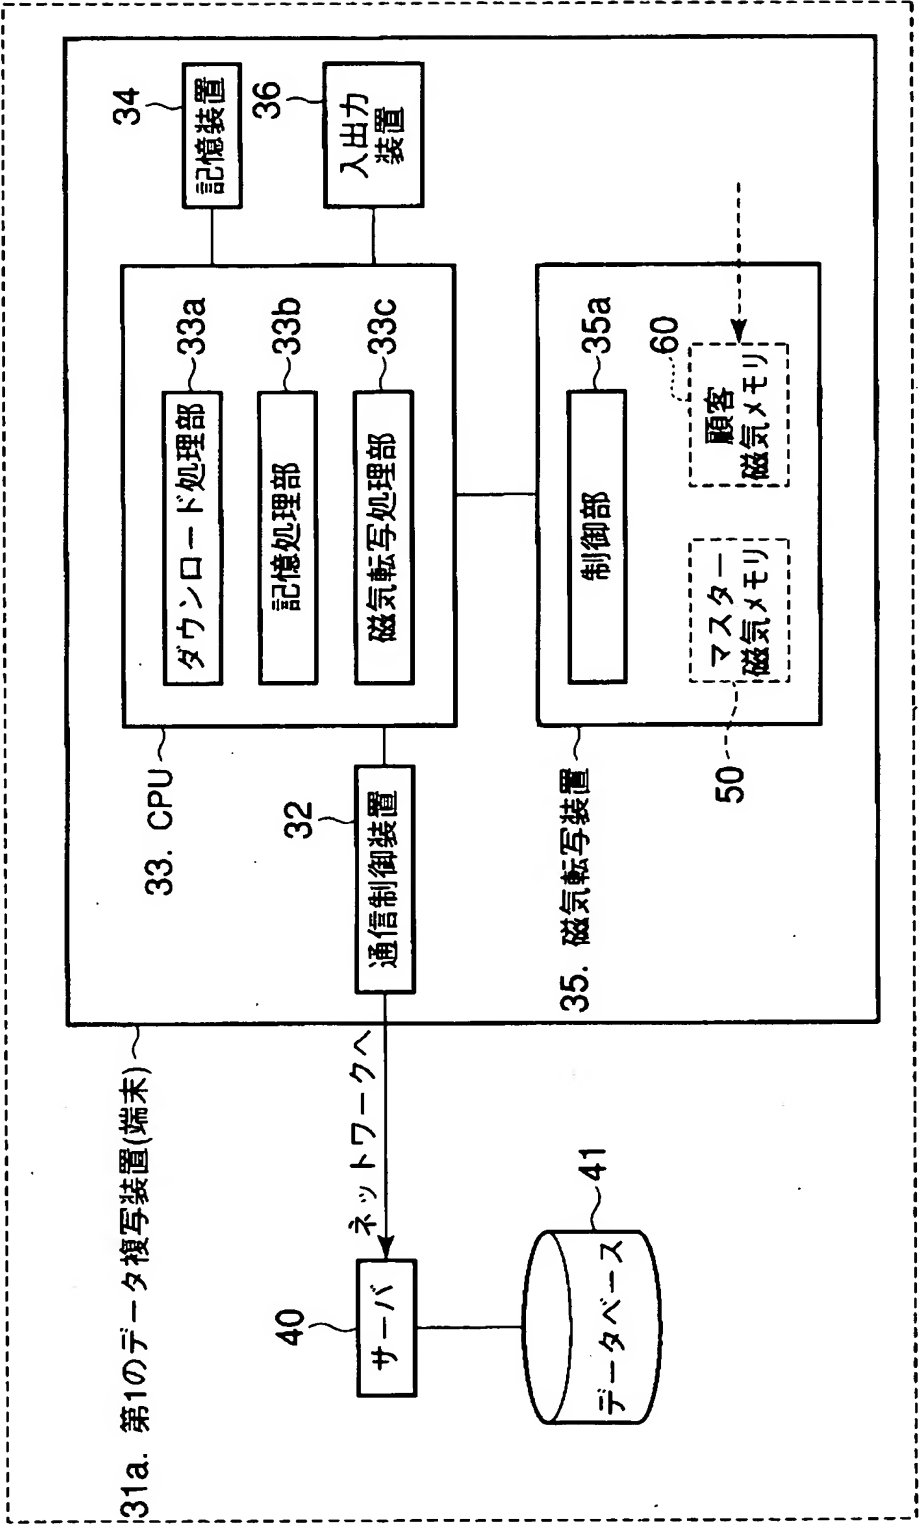 31a. 第1のデータ複写装置(端末)
33. CPU
34
記憶装置
36
入出力
装置
ダウンロード処理部
33a
記憶処理部
33b
磁気転写処理部
33c
32
通信制御装置
ネットワークへ
40
サーバ
41
データベース
35. 磁気転写装置
制御部
35a
50
マスター
磁気メモリ
60
顧客
磁気メモリ